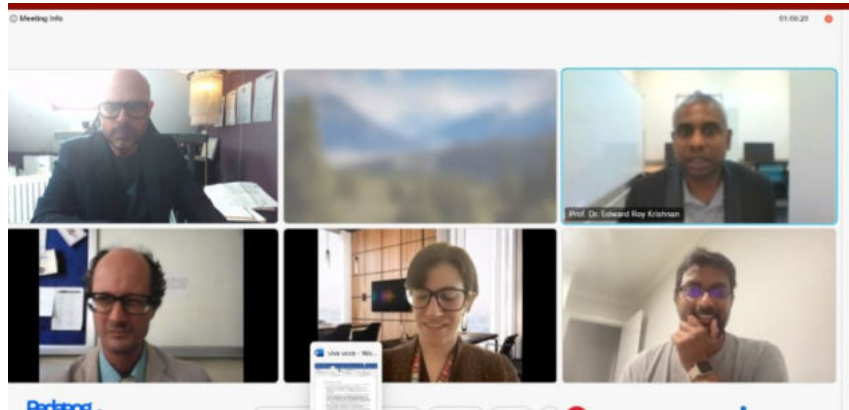 Meeting Info
01:06:20
Prof. Dr. Edward Roy Krishnan
viva voce - Wo...